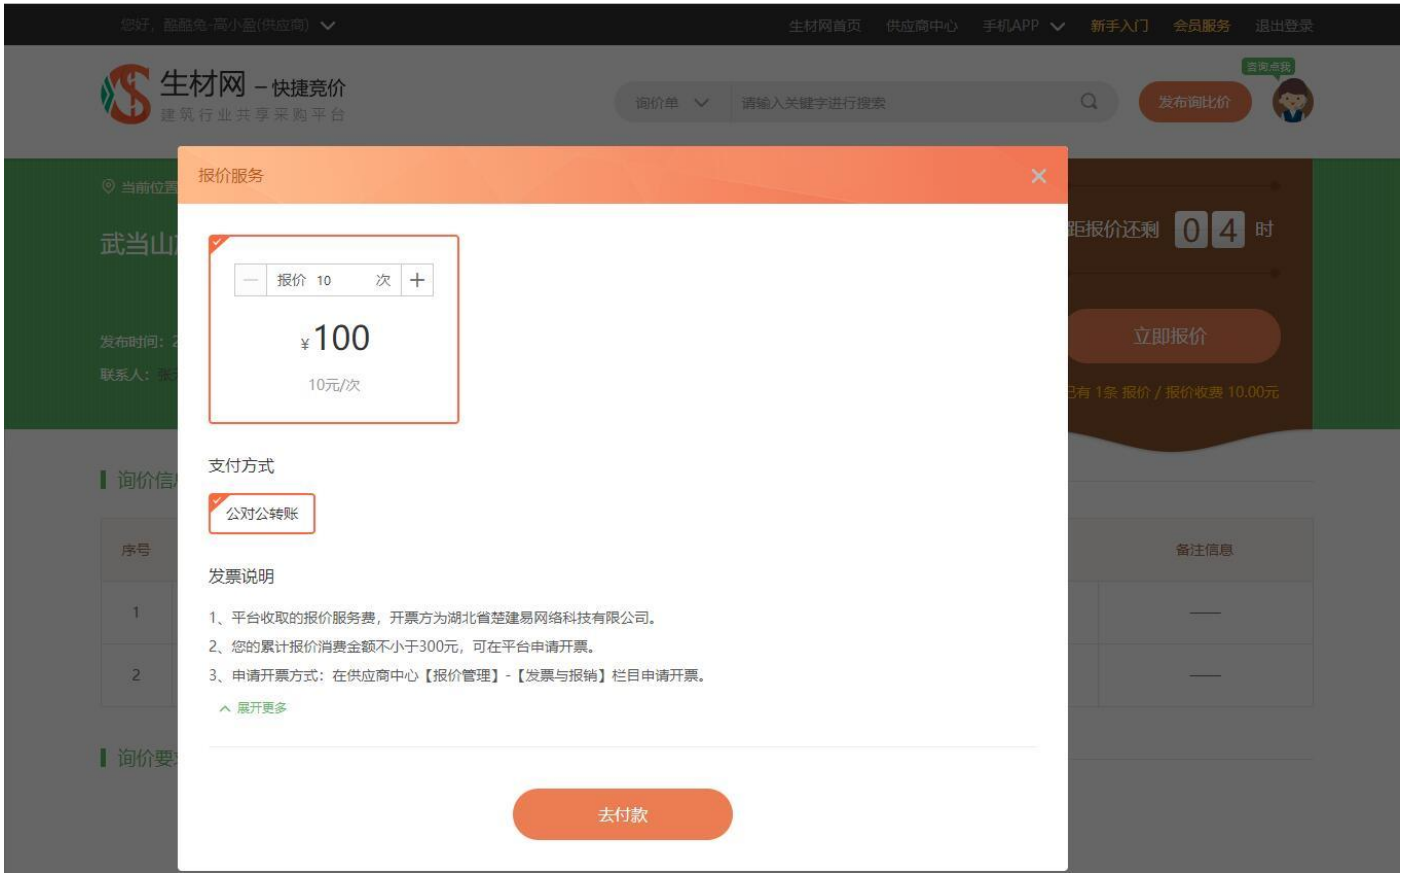 您好，酷酷兔-高小盈(供应商)
生材网首页 供应商中心 手机APP 新手入门 会员服务 退出登录
生材网 – 快捷竞价
建筑行业共享采购平台
询价单 请输入关键字进行搜索
发布询比价
咨询点我
报价服务
当前位置
武当山
距报价还剩 04 时
报价 10 次
¥100
10元/次
发布时间：2
联系人：张
立即报价
已有 1条 报价 / 报价收费 10.00元
支付方式
公对公转账
询价信息
序号 备注信息
发票说明
1、平台收取的报价服务费，开票方为湖北省楚建易网络科技有限公司。
2、您的累计报价消费金额不小于300元，可在平台申请开票。
3、申请开票方式：在供应商中心【报价管理】-【发票与报销】栏目申请开票。
展开更多
1 ——
2 ——
询价要求
去付款